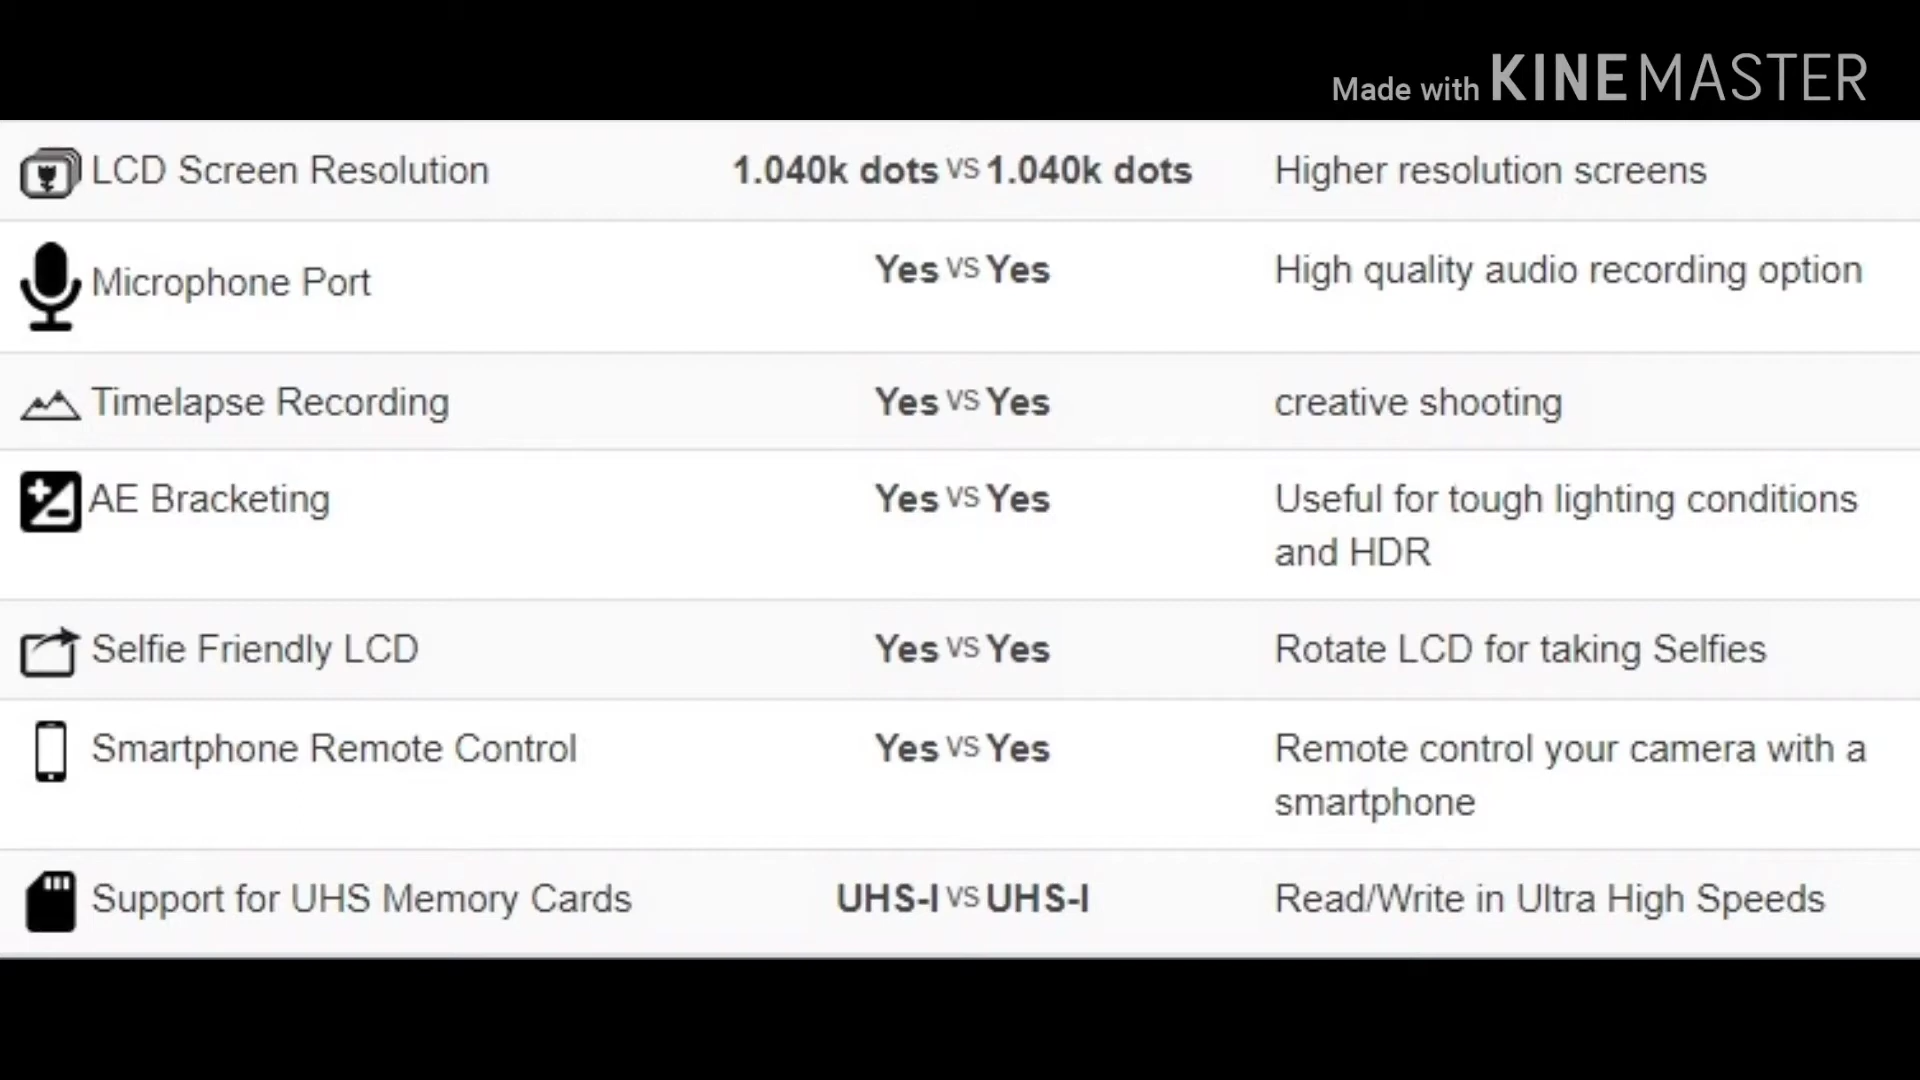 Made with KINEMASTER
LCD Screen Resolution 1.040k dots vs 1.040k dots Higher resolution screens
Microphone Port Yes vs Yes High quality audio recording option
Timelapse Recording Yes vs Yes creative shooting
AE Bracketing Yes vs Yes Useful for tough lighting conditions
and HDR
Selfie Friendly LCD Yes vs Yes Rotate LCD for taking Selfies
Smartphone Remote Control Yes vs Yes Remote control your camera with a
smartphone
Support for UHS Memory Cards UHS-I vs UHS-I Read/Write in Ultra High Speeds